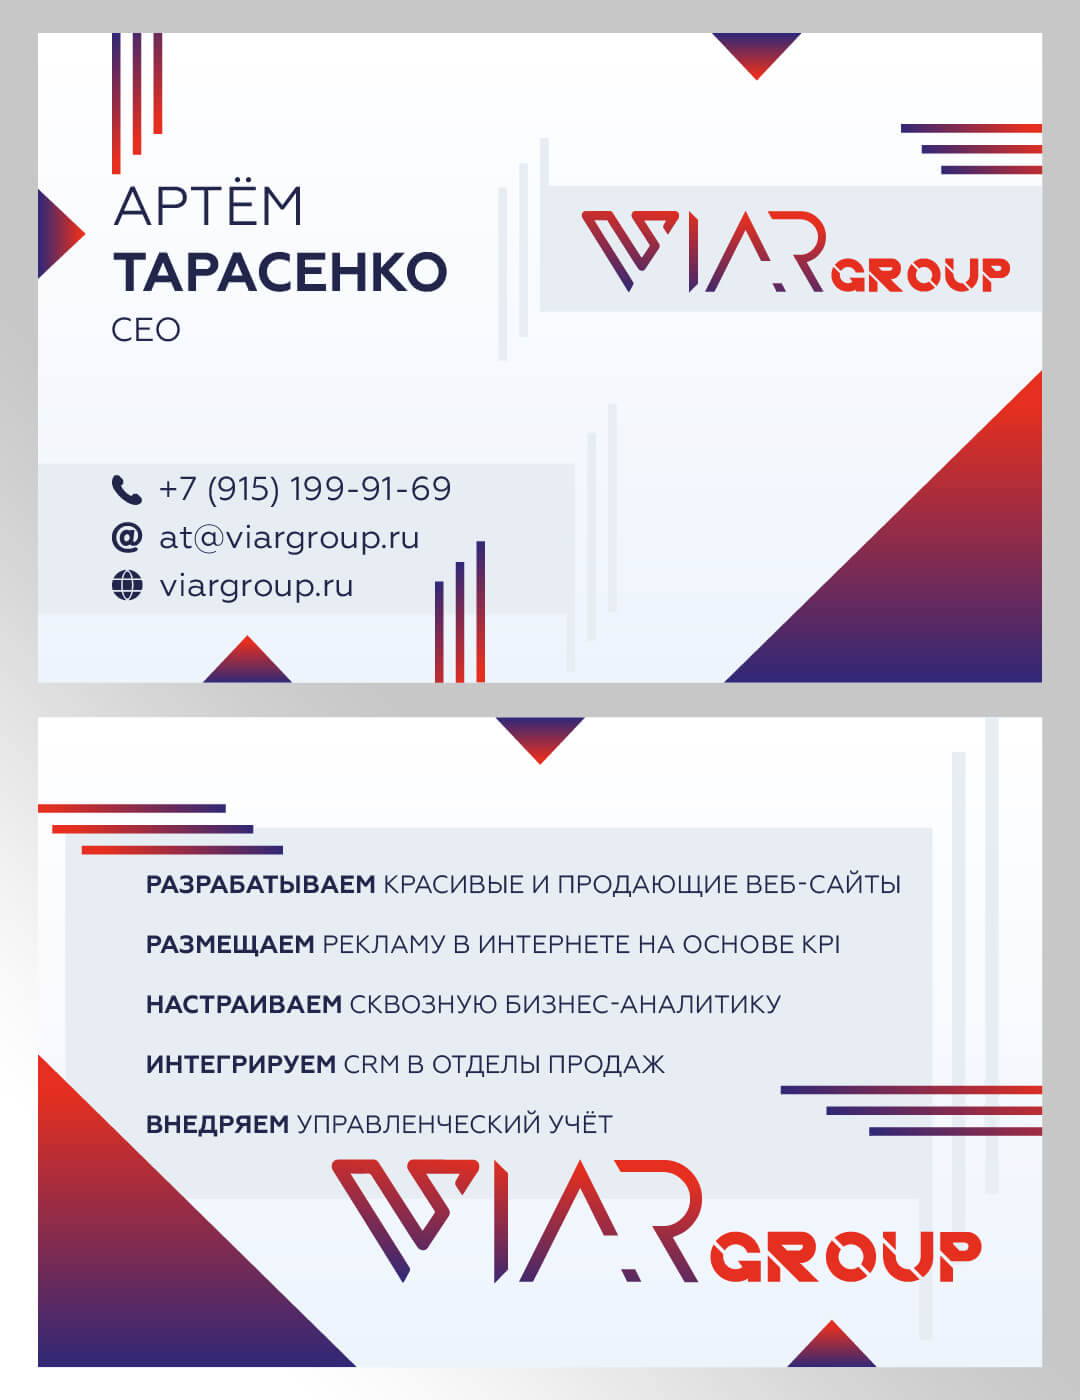 АРТЁМ
ТАРАСЕНКО
CEO
VIAR GROUP
+7 (915) 199-91-69
at@viargroup.ru
viargroup.ru
РАЗРАБАТЫВАЕМ КРАСИВЫЕ И ПРОДАЮЩИЕ ВЕБ-САЙТЫ
РАЗМЕЩАЕМ РЕКЛАМУ В ИНТЕРНЕТЕ НА ОСНОВЕ KPI
НАСТРАИВАЕМ СКВОЗНУЮ БИЗНЕС-АНАЛИТИКУ
ИНТЕГРИРУЕМ CRM В ОТДЕЛЫ ПРОДАЖ
ВНЕДРЯЕМ УПРАВЛЕНЧЕСКИЙ УЧЁТ
VIAR GROUP